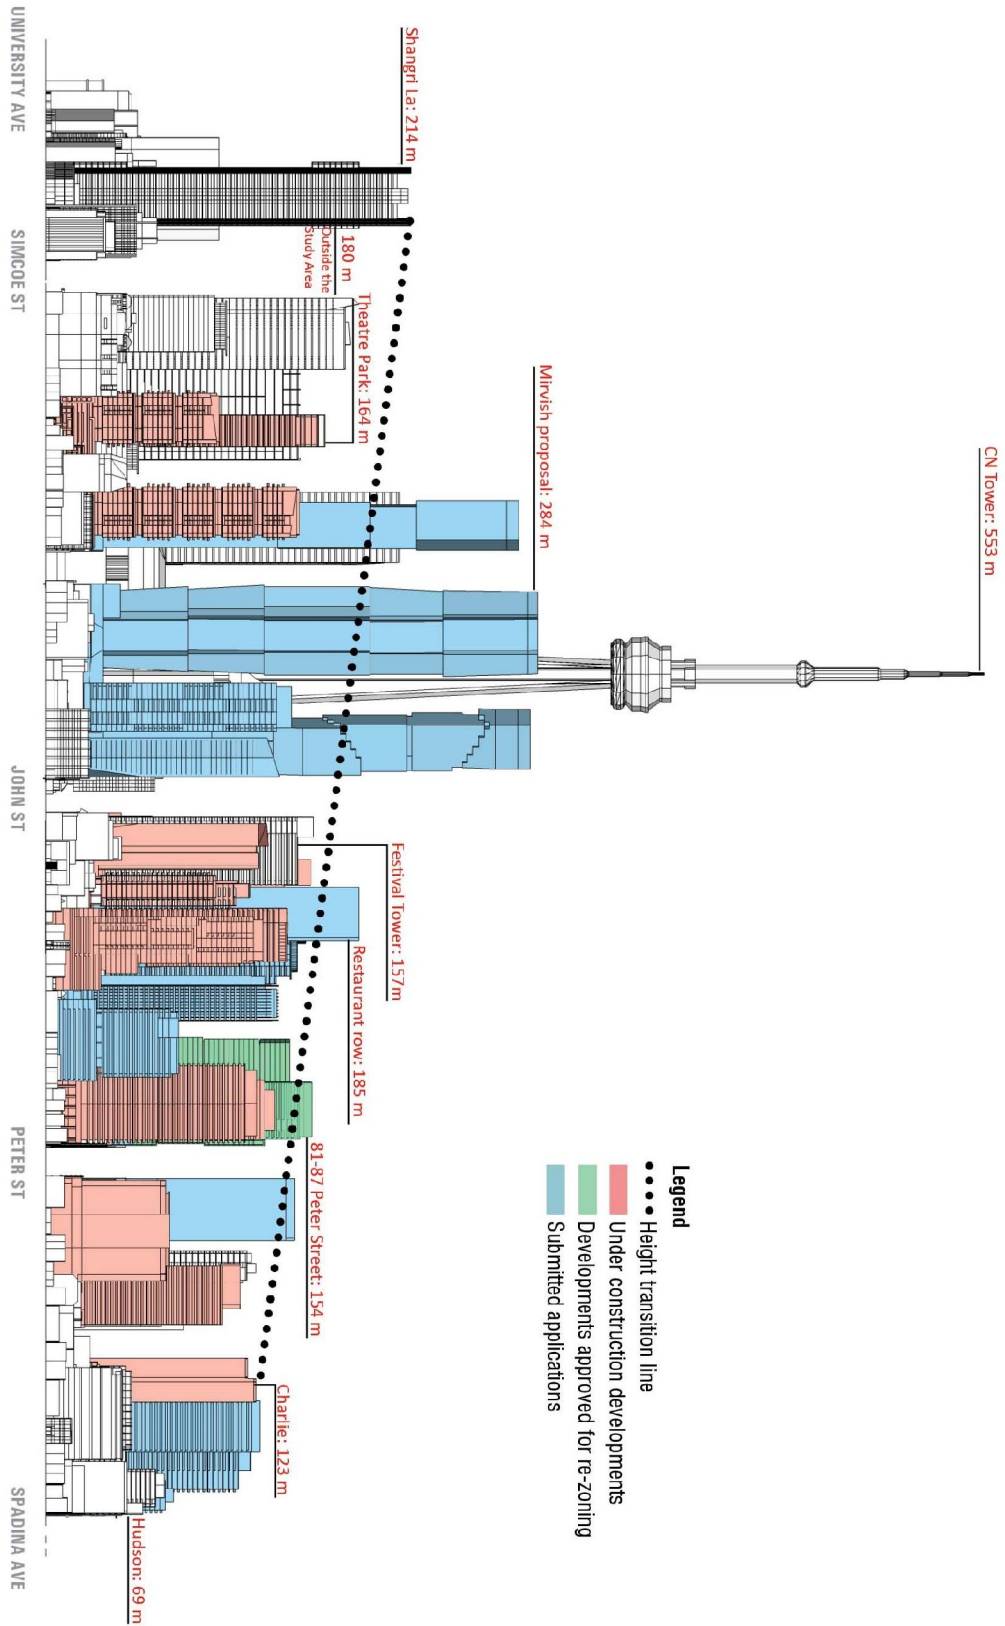 CN Tower: 553 m
Mirvish proposal: 284 m
Shangri La: 214 m
180 m
Outside the
Study Area
Theatre Park: 164 m
Festival Tower: 157m
Restaurant row: 185 m
81-87 Peter Street: 154 m
Charlie: 123 m
Hudson: 69 m
Legend
Height transition line
Under construction developments
Developments approved for re-zoning
Submitted applications
UNIVERSITY AVE
SIMCOE ST
JOHN ST
PETER ST
SPADINA AVE